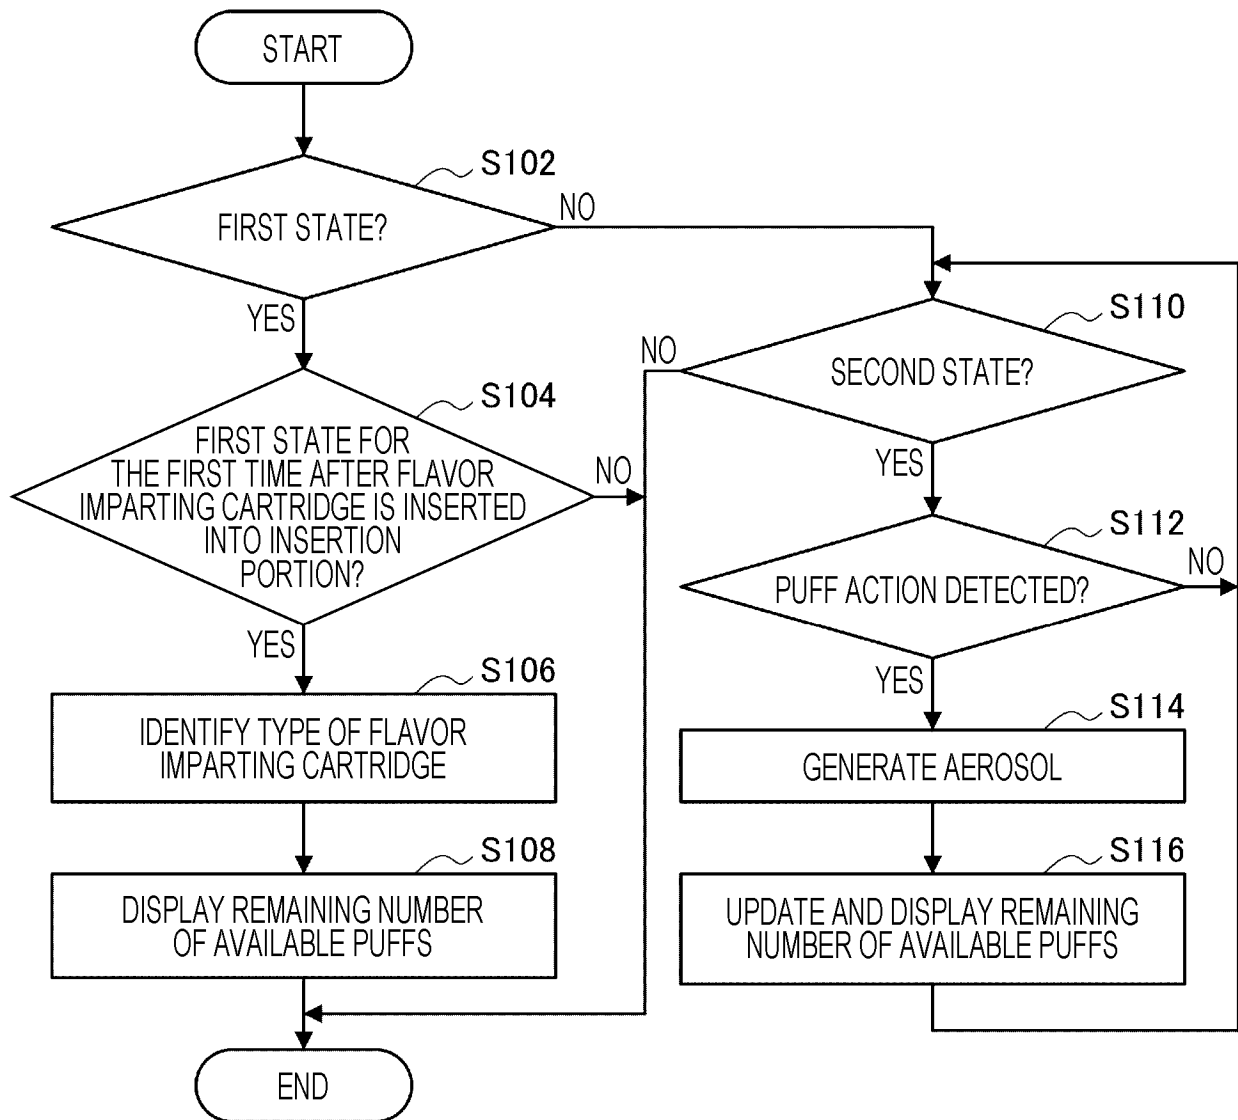 START
S102
FIRST STATE?
NO
YES
S104
FIRST STATE FOR
THE FIRST TIME AFTER FLAVOR
IMPARTING CARTRIDGE IS INSERTED
INTO INSERTION
PORTION?
NO
YES
S106
IDENTIFY TYPE OF FLAVOR
IMPARTING CARTRIDGE
S108
DISPLAY REMAINING NUMBER
OF AVAILABLE PUFFS
END
S110
SECOND STATE?
NO
YES
S112
PUFF ACTION DETECTED?
NO
YES
S114
GENERATE AEROSOL
S116
UPDATE AND DISPLAY REMAINING
NUMBER OF AVAILABLE PUFFS